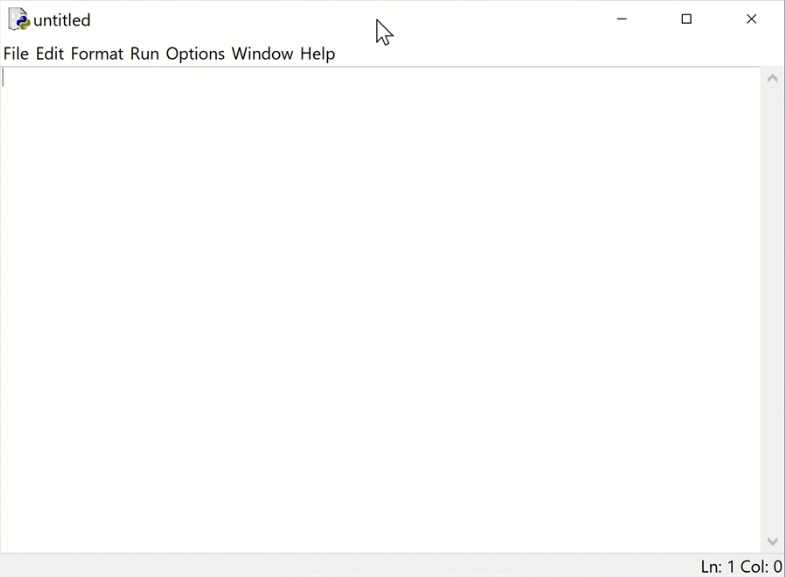 untitled
File Edit Format Run Options Window Help
Ln: 1 Col: 0